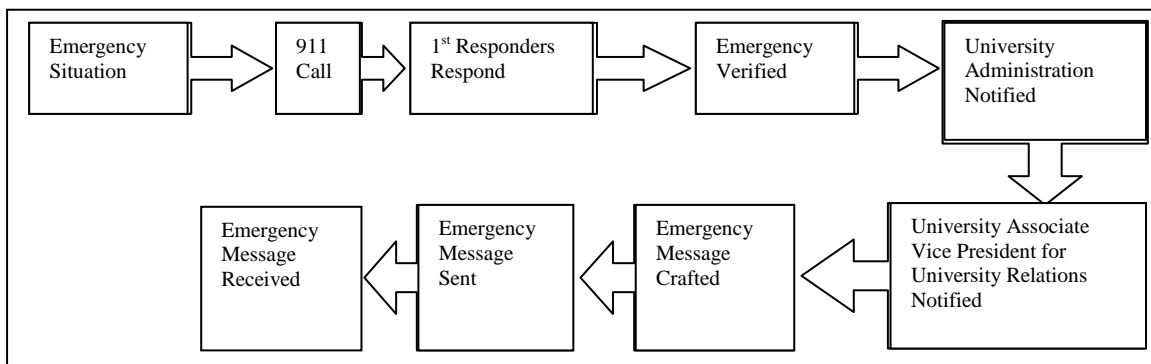 Emergency
Situation
911
Call
1st Responders
Respond
Emergency
Verified
University
Administration
Notified
University Associate
Vice President for
University Relations
Notified
Emergency
Message
Crafted
Emergency
Message
Sent
Emergency
Message
Received